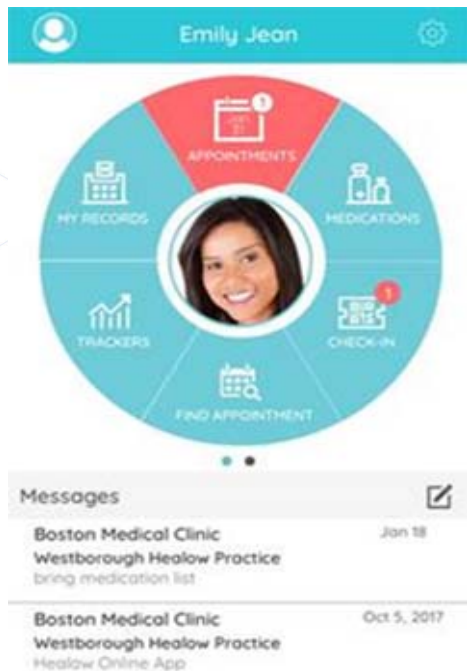 Emily Jean
1
JAN
31
APPOINTMENTS
MY RECORDS
MEDICATIONS
TRACKERS
1
CHECK-IN
FIND APPOINTMENT
Messages
Boston Medical Clinic
Jan 18
Westborough Healow Practice
bring medication list
Boston Medical Clinic
Oct 5, 2017
Westborough Healow Practice
Healow Online App